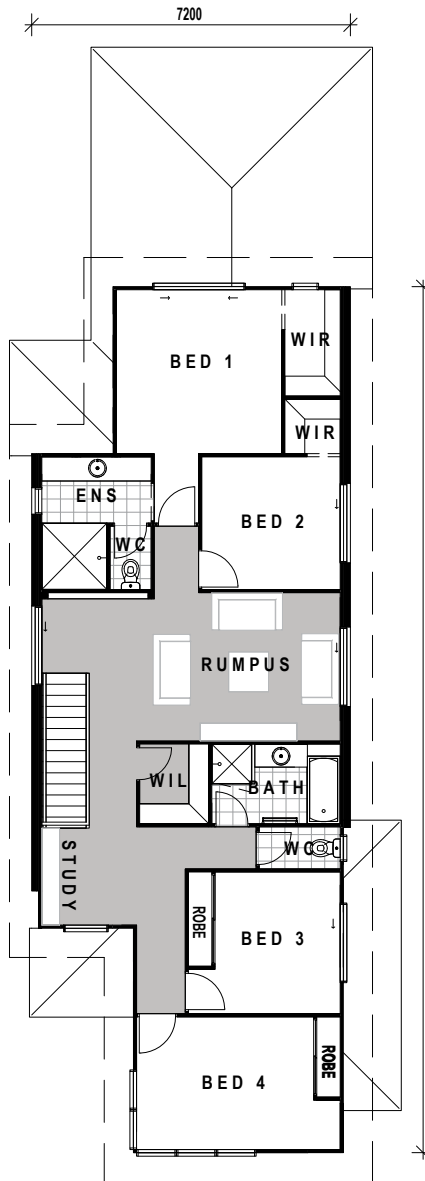 7200
WIR
BED 1
WIR
ENS
BED 2
WC
RUMPUS
WIL
BATH
WC
STUDY
ROBE
BED 3
ROBE
BED 4